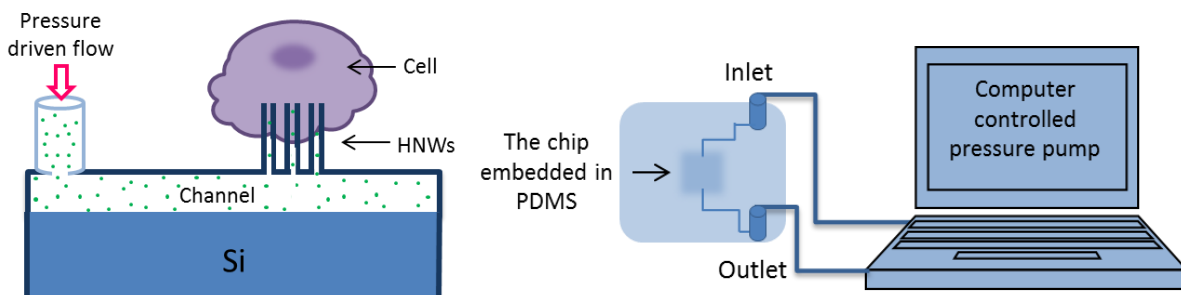 Pressure
driven flow
Cell
HNWs
Channel
Si
Inlet
The chip
embedded in
PDMS
Outlet
Computer
controlled
pressure pump